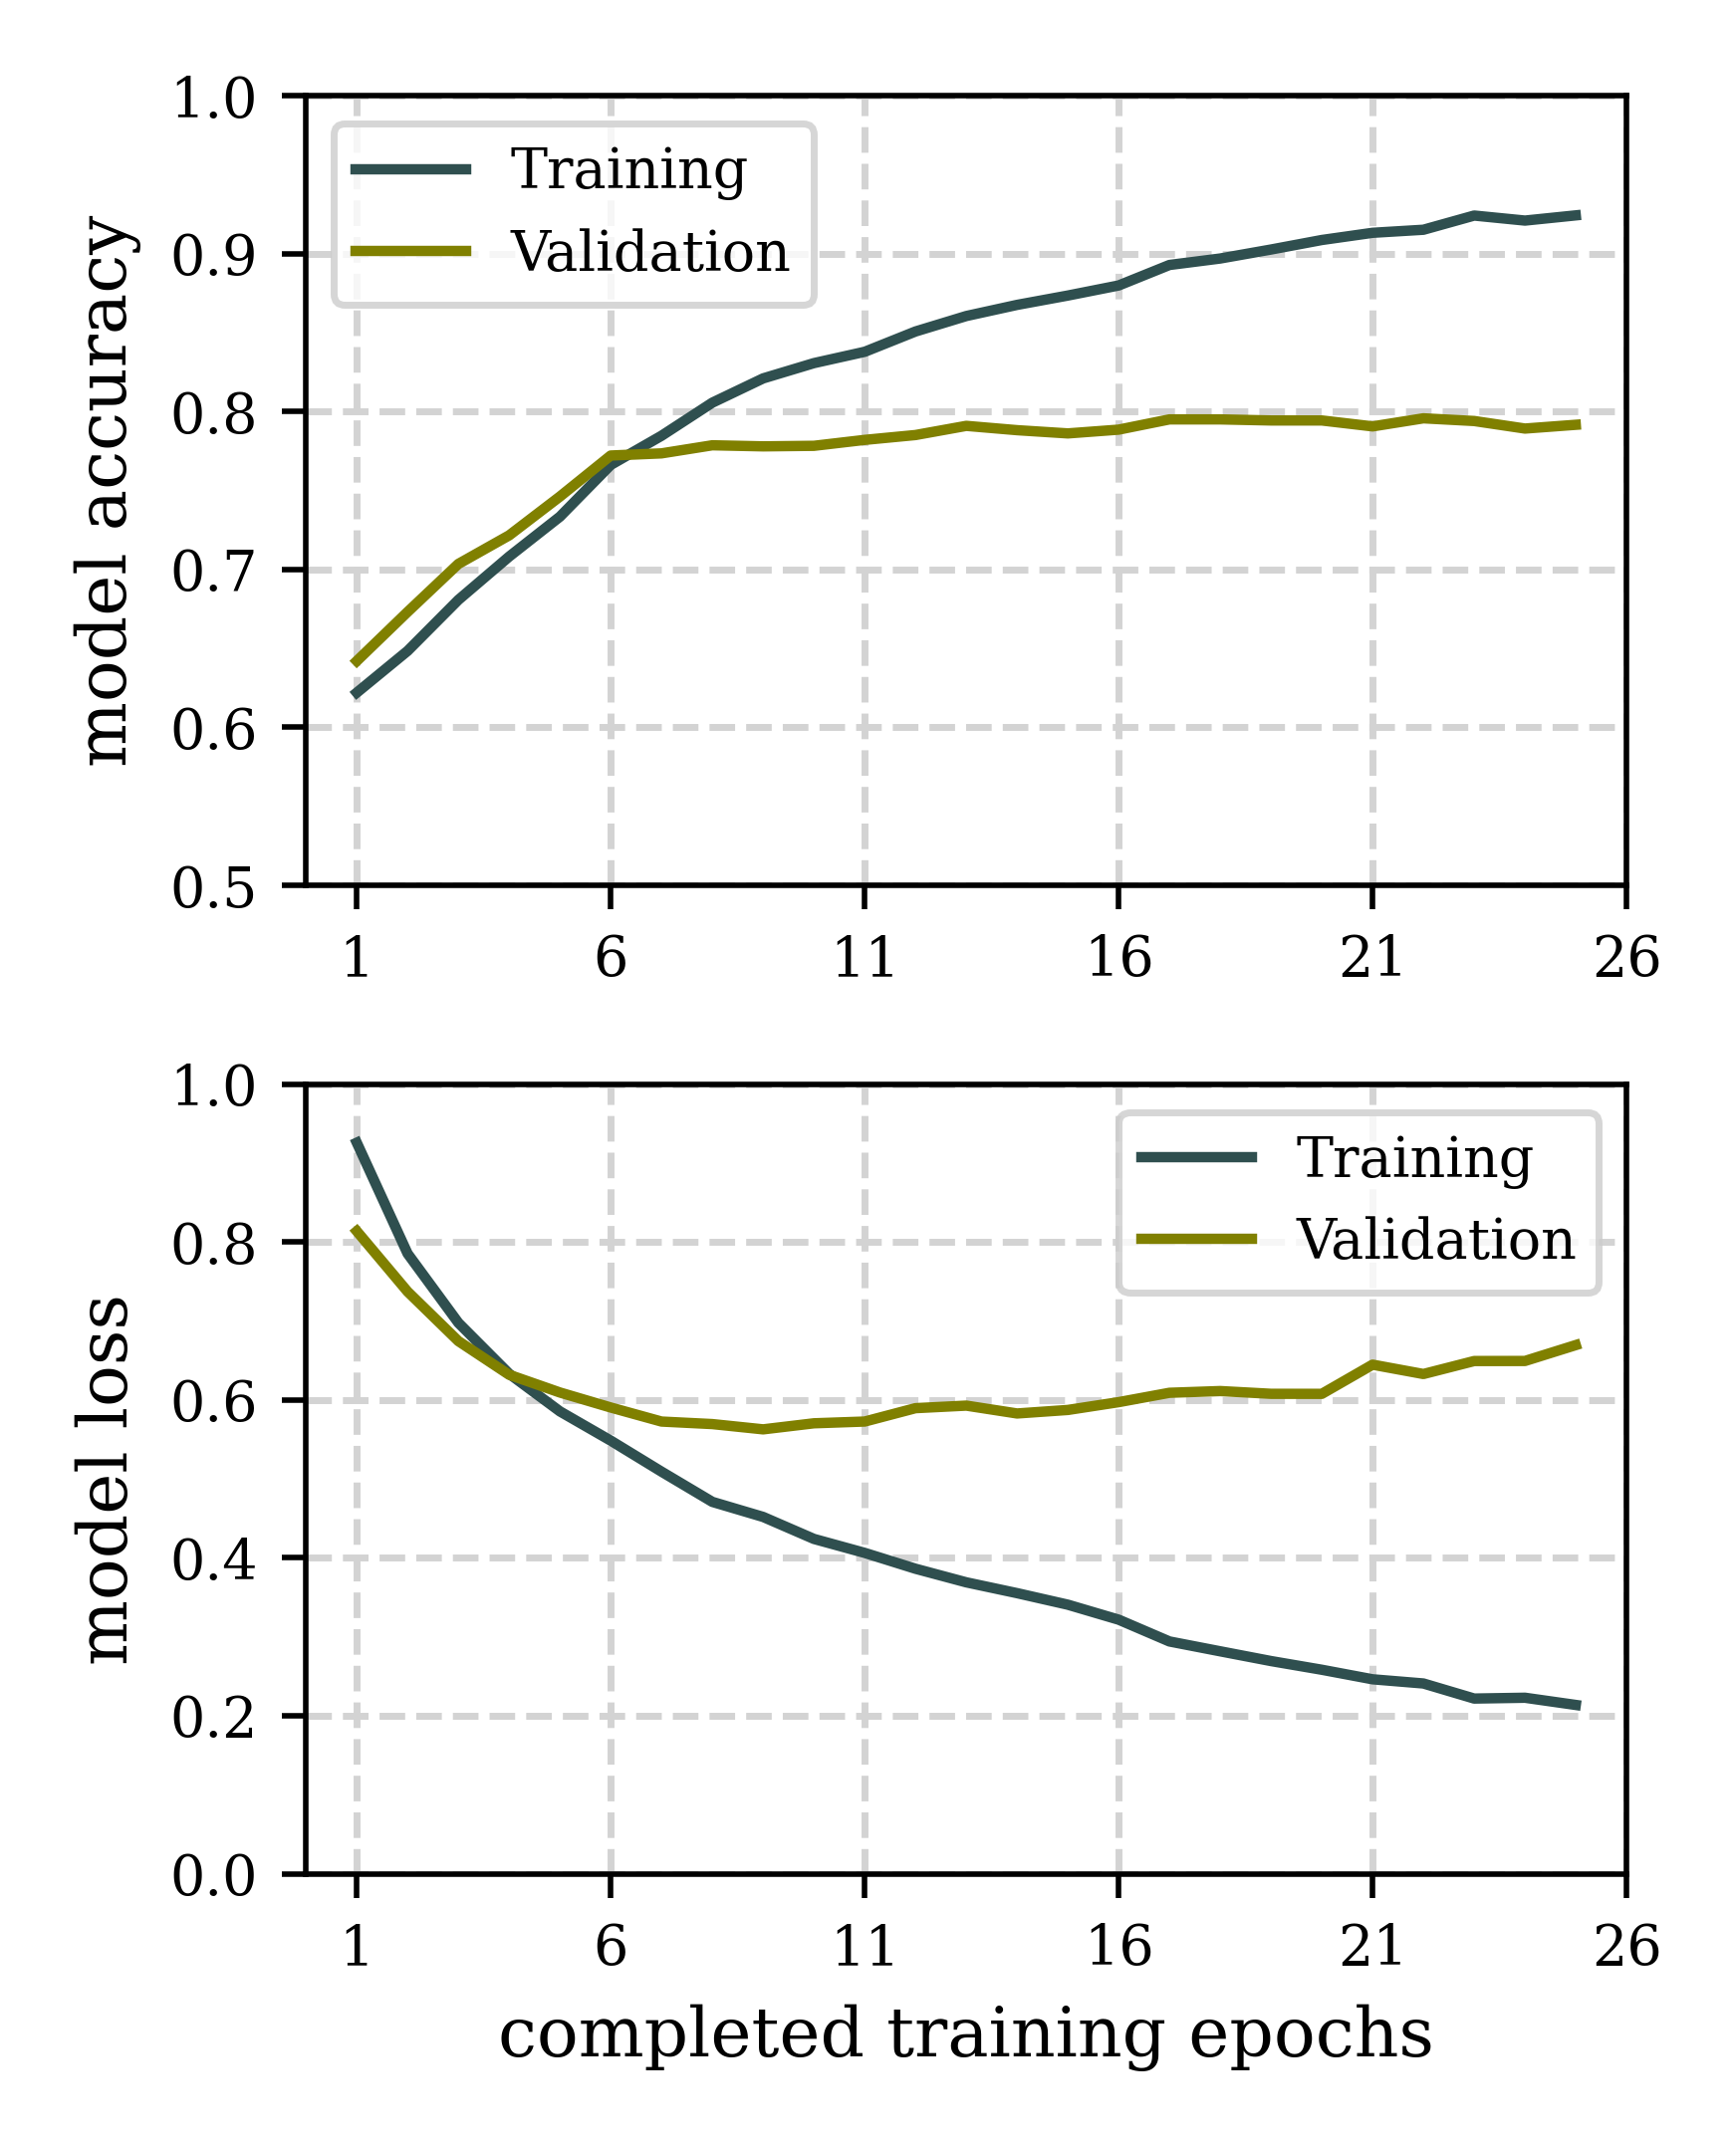 1.0
0.9
0.8
0.7
0.6
0.5
model accuracy
Training
Validation
1 6 11 16 21 26
1.0
0.8
0.6
0.4
0.2
0.0
model loss
Training
Validation
1 6 11 16 21 26
completed training epochs